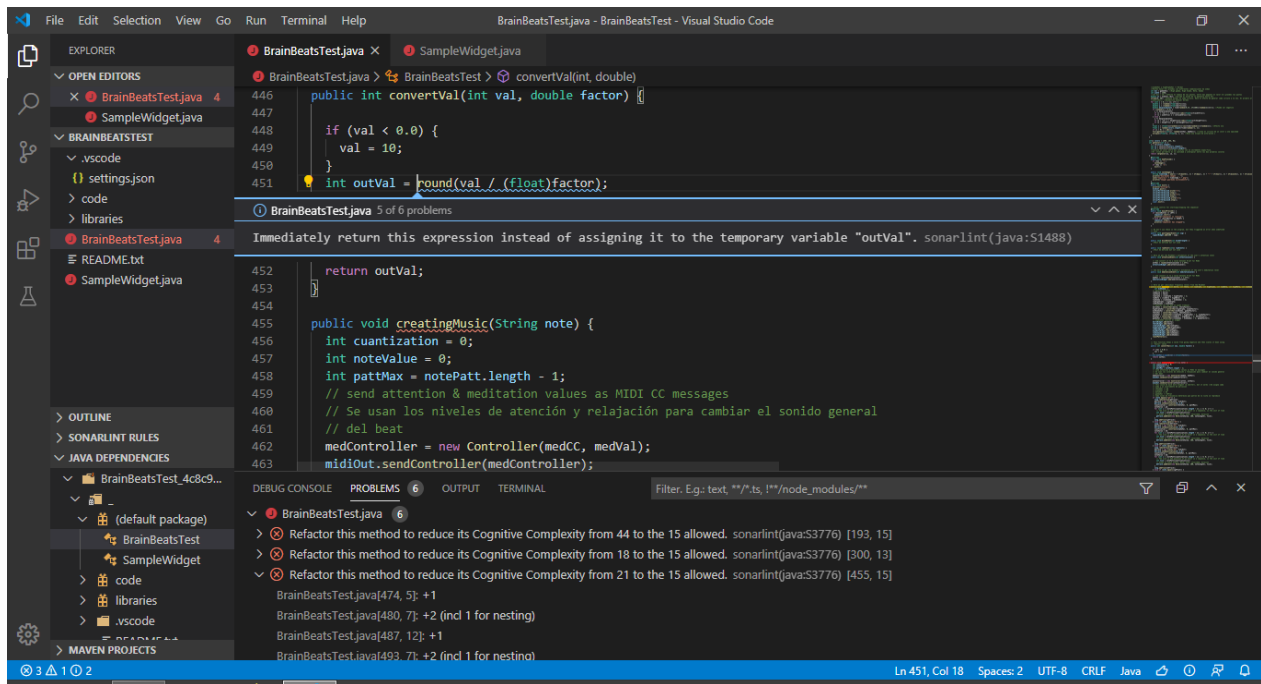 File Edit Selection View Go Run Terminal Help BrainBeatsTest.java - BrainBeatsTest - Visual Studio Code
EXPLORER
OPEN EDITORS
BrainBeatsTest.java 4
SampleWidget.java
BRAINBEATSTEST
.vscode
{} settings.json
code
libraries
BrainBeatsTest.java 4
README.txt
SampleWidget.java
OUTLINE
SONARLINT RULES
JAVA DEPENDENCIES
BrainBeatsTest_4c8c9...
_
(default package)
BrainBeatsTest
SampleWidget
code
libraries
.vscode
README.txt
MAVEN PROJECTS
BrainBeatsTest.java SampleWidget.java
BrainBeatsTest.java > BrainBeatsTest > convertVal(int, double)
446 public int convertVal(int val, double factor) {
447
448 if (val < 0.0) {
449 val = 10;
450 }
451 int outVal = round(val / (float)factor);
BrainBeatsTest.java 5 of 6 problems
Immediately return this expression instead of assigning it to the temporary variable "outVal". sonarlint(java:S1488)
452 return outVal;
453 }
454
455 public void creatingMusic(String note) {
456 int cuantization = 0;
457 int noteValue = 0;
458 int pattMax = notePatt.length - 1;
459 // send attention & meditation values as MIDI CC messages
460 // Se usan los niveles de atención y relajación para cambiar el sonido general
461 // del beat
462 medController = new Controller(medCC, medVal);
463 midiOut.sendController(medController);
DEBUG CONSOLE PROBLEMS 6 OUTPUT TERMINAL Filter. E.g.: text, **/*.ts, !**/node_modules/**
BrainBeatsTest.java 6
Refactor this method to reduce its Cognitive Complexity from 44 to the 15 allowed. sonarlint(java:S3776) [193, 15]
Refactor this method to reduce its Cognitive Complexity from 18 to the 15 allowed. sonarlint(java:S3776) [300, 13]
Refactor this method to reduce its Cognitive Complexity from 21 to the 15 allowed. sonarlint(java:S3776) [455, 15]
BrainBeatsTest.java[474, 5]: +1
BrainBeatsTest.java[480, 7]: +2 (incl 1 for nesting)
BrainBeatsTest.java[487, 12]: +1
BrainBeatsTest.java[493, 7]: +2 (incl 1 for nesting)
3 1 2 Ln 451, Col 18 Spaces: 2 UTF-8 CRLF Java